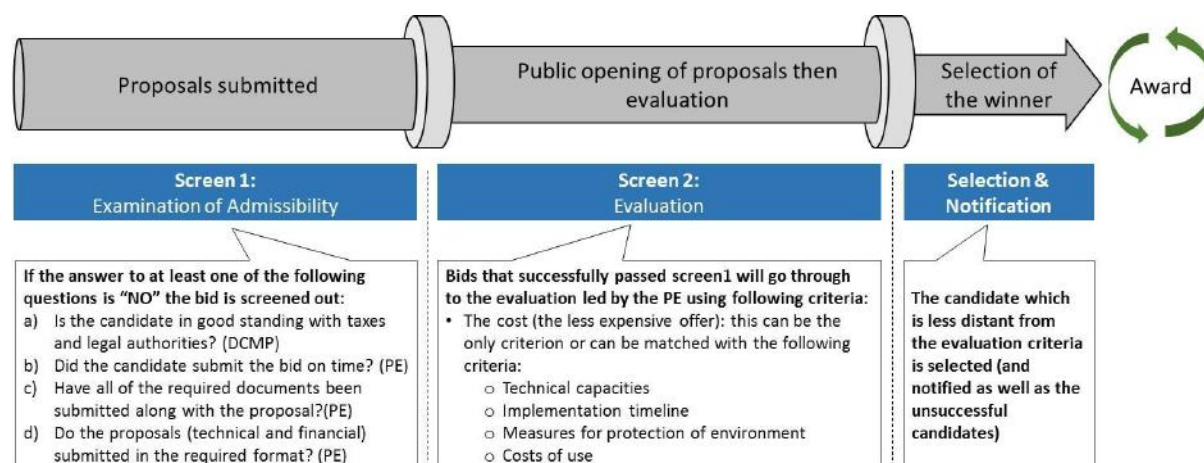 Proposals submitted
Public opening of proposals then
evaluation
Selection of
the winner
Award
Screen 1:
Examination of Admissibility
Screen 2:
Evaluation
Selection &
Notification
If the answer to at least one of the following
questions is “NO” the bid is screened out:
a) Is the candidate in good standing with taxes
and legal authorities? (DCMP)
b) Did the candidate submit the bid on time? (PE)
c) Have all of the required documents been
submitted along with the proposal?(PE)
d) Do the proposals (technical and financial)
submitted in the required format? (PE)
Bids that successfully passed screen1 will go through
to the evaluation led by the PE using following criteria:
• The cost (the less expensive offer): this can be the
only criterion or can be matched with the following
criteria:
o Technical capacities
o Implementation timeline
o Measures for protection of environment
o Costs of use
The candidate which
is less distant from
the evaluation criteria
is selected (and
notified as well as the
unsuccessful
candidates)